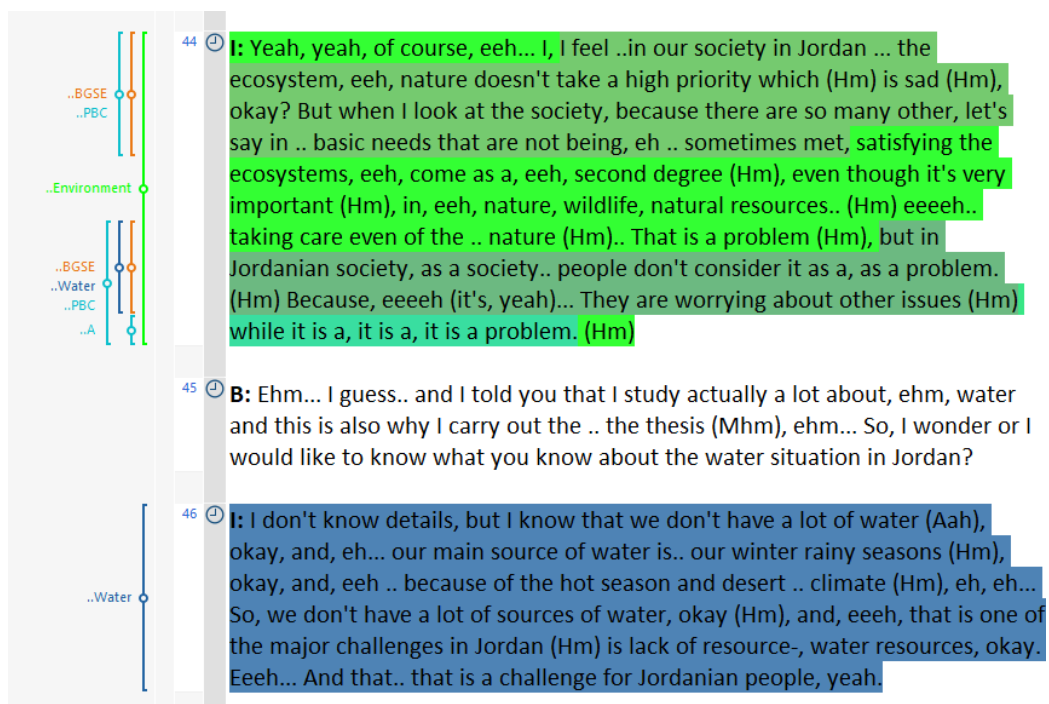 44
I: Yeah, yeah, of course, eeh... I, I feel ..in our society in Jordan ... the
ecosystem, eeh, nature doesn't take a high priority which (Hm) is sad (Hm),
..BGSE
..PBC
okay? But when I look at the society, because there are so many other, let's
say in .. basic needs that are not being, eh .. sometimes met, satisfying the
..Environment
ecosystems, eeh, come as a, eeh, second degree (Hm), even though it's very
important (Hm), in, eeh, nature, wildlife, natural resources.. (Hm) eeeeh..
taking care even of the .. nature (Hm).. That is a problem (Hm), but in
..BGSE
..Water
..PBC
..A
Jordanian society, as a society.. people don't consider it as a, as a problem.
(Hm) Because, eeeeh (it's, yeah)... They are worrying about other issues (Hm)
while it is a, it is a, it is a problem. (Hm)
45
B: Ehm... I guess.. and I told you that I study actually a lot about, ehm, water
and this is also why I carry out the .. the thesis (Mhm), ehm... So, I wonder or I
would like to know what you know about the water situation in Jordan?
46
I: I don't know details, but I know that we don't have a lot of water (Aah),
okay, and, eh... our main source of water is.. our winter rainy seasons (Hm),
okay, and, eeh .. because of the hot season and desert .. climate (Hm), eh, eh...
..Water
So, we don't have a lot of sources of water, okay (Hm), and, eeeh, that is one of
the major challenges in Jordan (Hm) is lack of resource-, water resources, okay.
Eeeh... And that.. that is a challenge for Jordanian people, yeah.